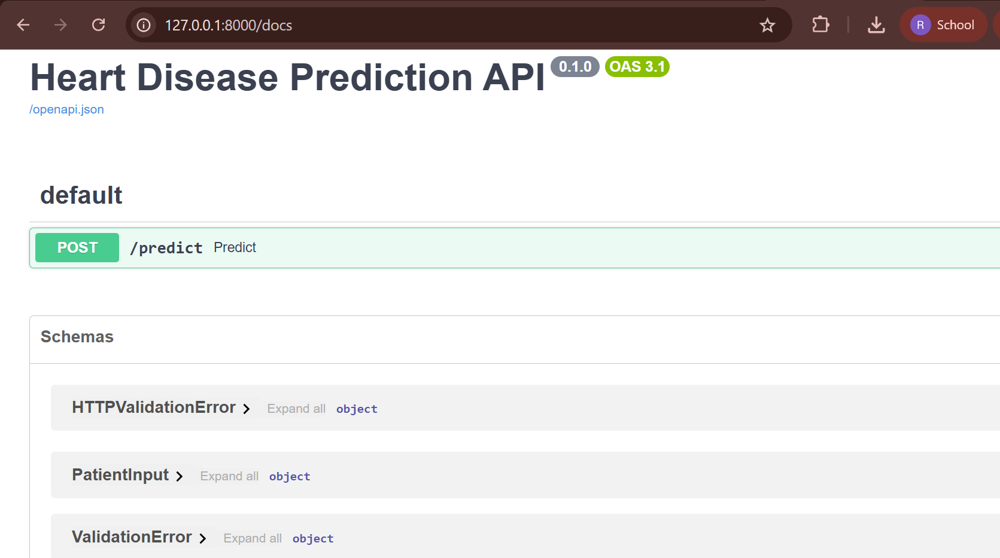 127.0.0.1:8000/docs
R School
Heart Disease Prediction API 0.1.0 OAS 3.1
/openapi.json
default
POST /predict Predict
Schemas
HTTPValidationError Expand all object
PatientInput Expand all object
ValidationError Expand all object